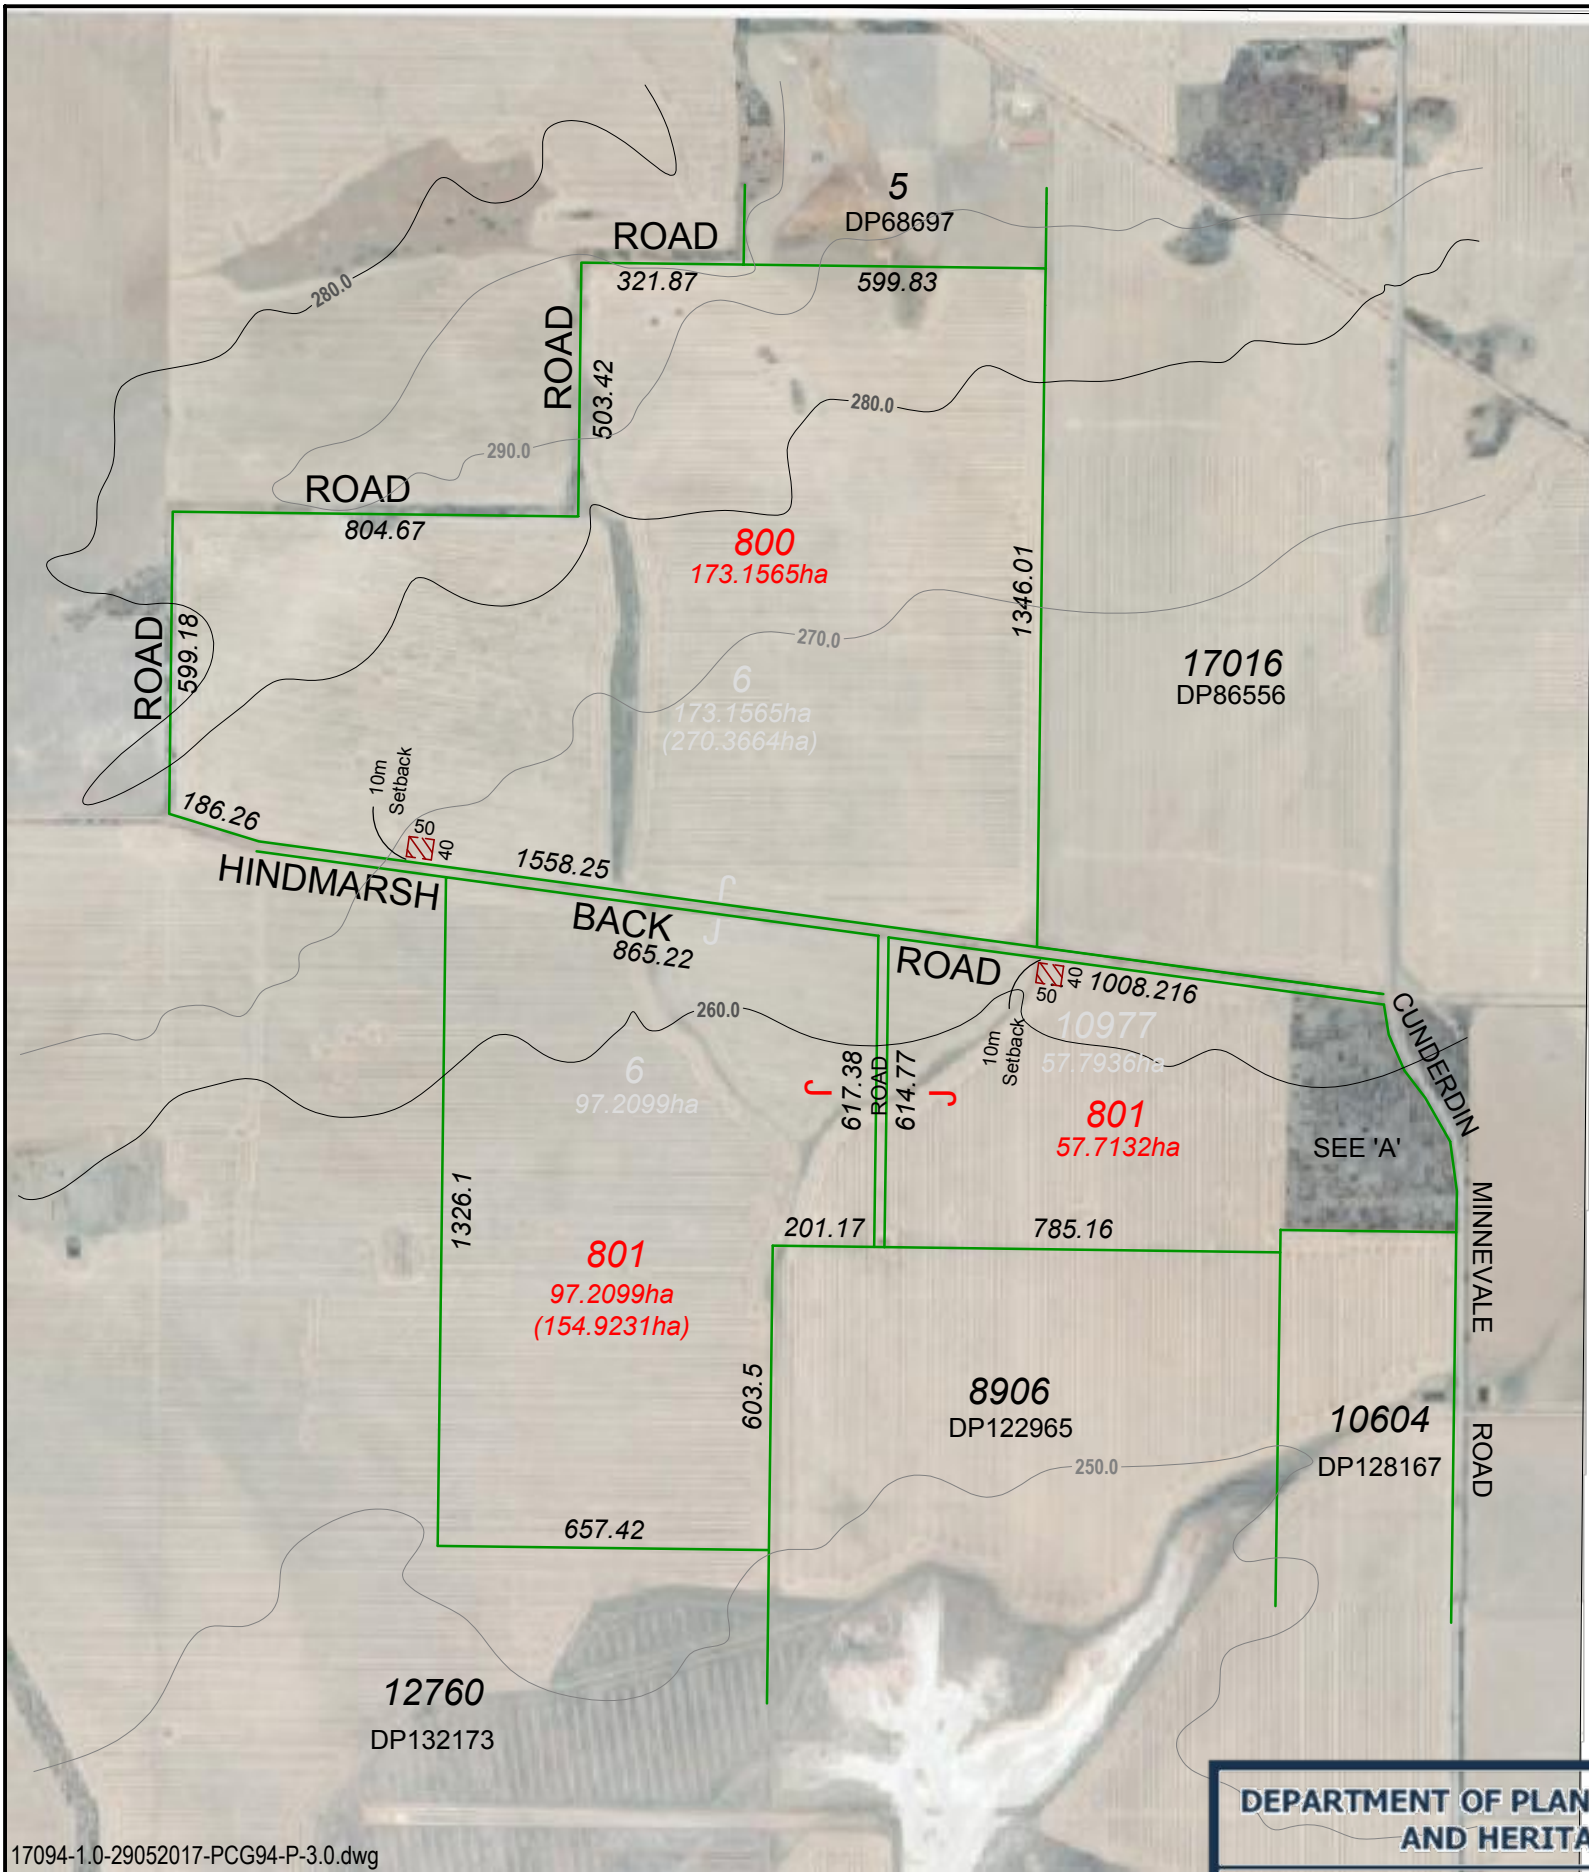 5
DP68697
ROAD
321.87
599.83
280.0
ROAD
503.42
280.0
290.0
ROAD
804.67
800
173.1565ha
1346.01
ROAD
599.18
270.0
6
173.1565ha
(270.3664ha)
17016
DP86556
10m
Setback
186.26
50
40
1558.25
HINDMARSH
BACK
865.22
ROAD
50
40
1008.216
10m
Setback
260.0
10977
57.7936ha
CUNDERDIN
6
97.2099ha
617.38
ROAD
614.77
801
57.7132ha
SEE 'A'
1326.1
201.17
785.16
MINNEVALE
801
97.2099ha
(154.9231ha)
603.5
8906
DP122965
10604
DP128167
ROAD
250.0
657.42
12760
DP132173
DEPARTMENT OF PLAN
AND HERITA
17094-1.0-29052017-PCG94-P-3.0.dwg